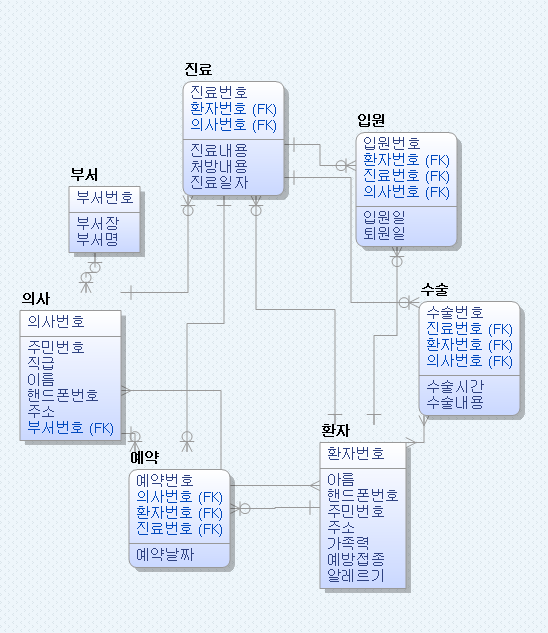 진료
진료번호
환자번호 (FK)
의사번호 (FK)
진료내용
처방내용
진료일자
입원
입원번호
환자번호 (FK)
진료번호 (FK)
의사번호 (FK)
입원일
퇴원일
부서
부서번호
부서장
부서명
의사
의사번호
주민번호
직급
이름
핸드폰번호
주소
부서번호 (FK)
수술
수술번호
진료번호 (FK)
환자번호 (FK)
의사번호 (FK)
수술시간
수술내용
예약
예약번호
의사번호 (FK)
환자번호 (FK)
진료번호 (FK)
예약날짜
환자
환자번호
아름
핸드폰번호
주민번호
주소
가족력
예방접종
알레르기